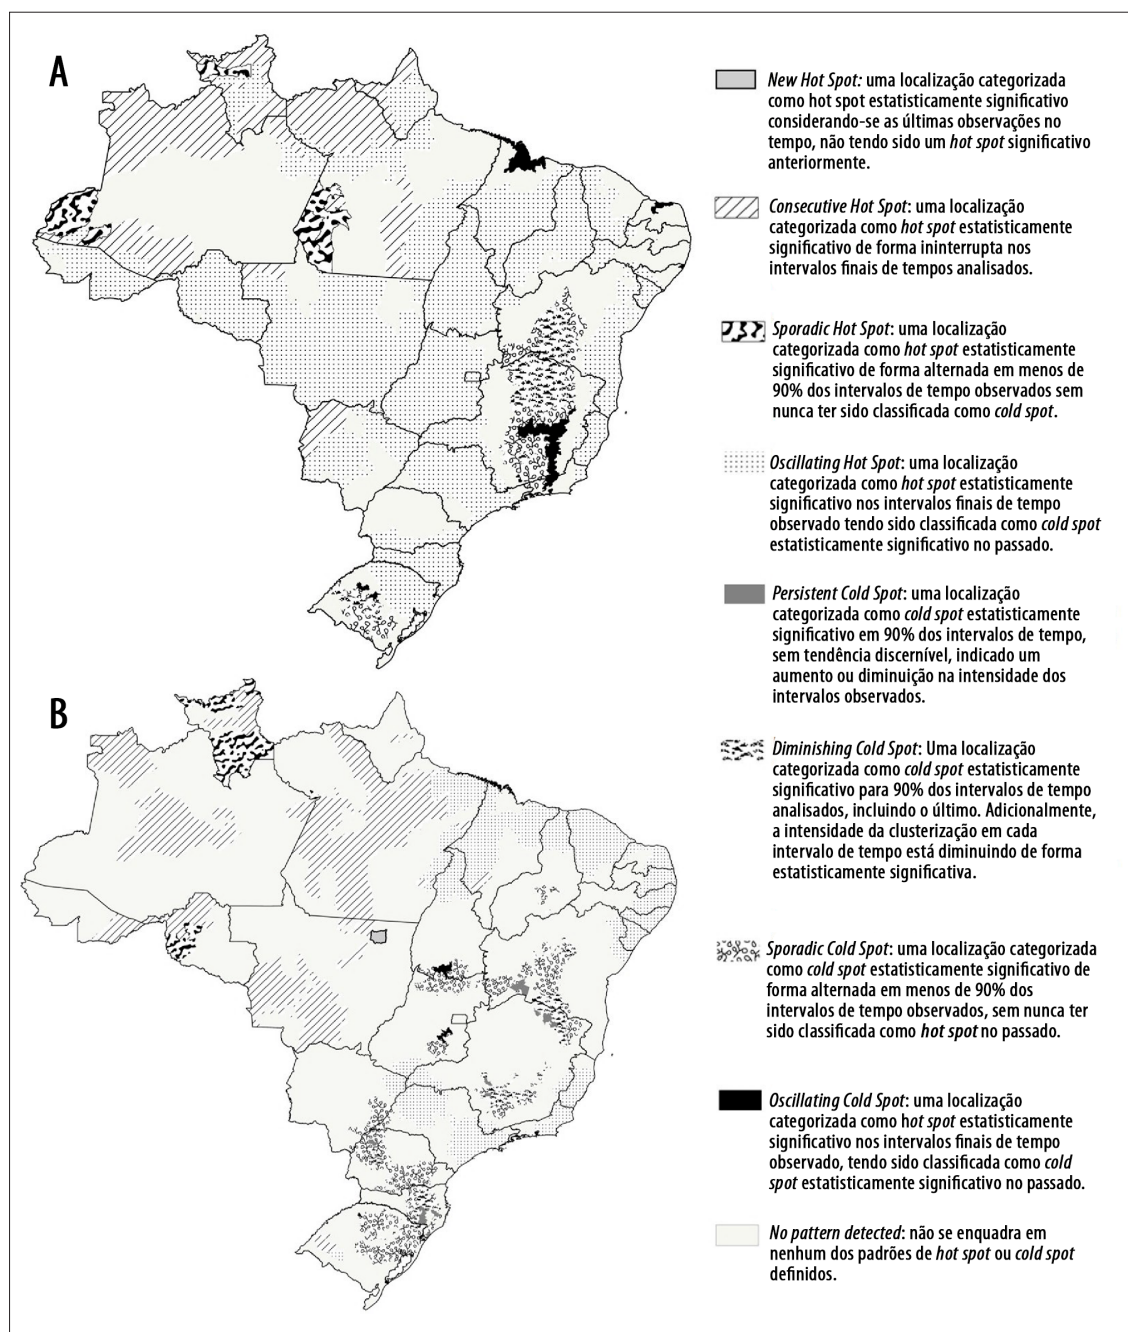 A
New Hot Spot: uma localização categorizada
como hot spot estatisticamente significativo
considerando-se as últimas observações no
tempo, não tendo sido um hot spot significativo
anteriormente.
Consecutive Hot Spot: uma localização
categorizada como hot spot estatisticamente
significativo de forma ininterrupta nos
intervalos finais de tempos analisados.
Sporadic Hot Spot: uma localização
categorizada como hot spot estatisticamente
significativo de forma alternada em menos de
90% dos intervalos de tempo observados sem
nunca ter sido classificada como cold spot.
Oscillating Hot Spot: uma localização
categorizada como hot spot estatisticamente
significativo nos intervalos finais de tempo
observado tendo sido classificada como cold spot
estatisticamente significativo no passado.
Persistent Cold Spot: uma localização
categorizada como cold spot estatisticamente
significativo em 90% dos intervalos de tempo,
sem tendência discernível, indicado um
aumento ou diminuição na intensidade dos
intervalos observados.
B
Diminishing Cold Spot: Uma localização
categorizada como cold spot estatisticamente
significativo para 90% dos intervalos de tempo
analisados, incluindo o último. Adicionalmente,
a intensidade da clusterização em cada
intervalo de tempo está diminuindo de forma
estatisticamente significativa.
Sporadic Cold Spot: uma localização categorizada
como cold spot estatisticamente significativo de
forma alternada em menos de 90% dos
intervalos de tempo observados, sem nunca ter
sido classificada como hot spot no passado.
Oscillating Cold Spot: uma localização
categorizada como hot spot estatisticamente
significativo nos intervalos finais de tempo
observado, tendo sido classificada como cold
spot estatisticamente significativo no passado.
No pattern detected: não se enquadra em
nenhum dos padrões de hot spot ou cold spot
definidos.